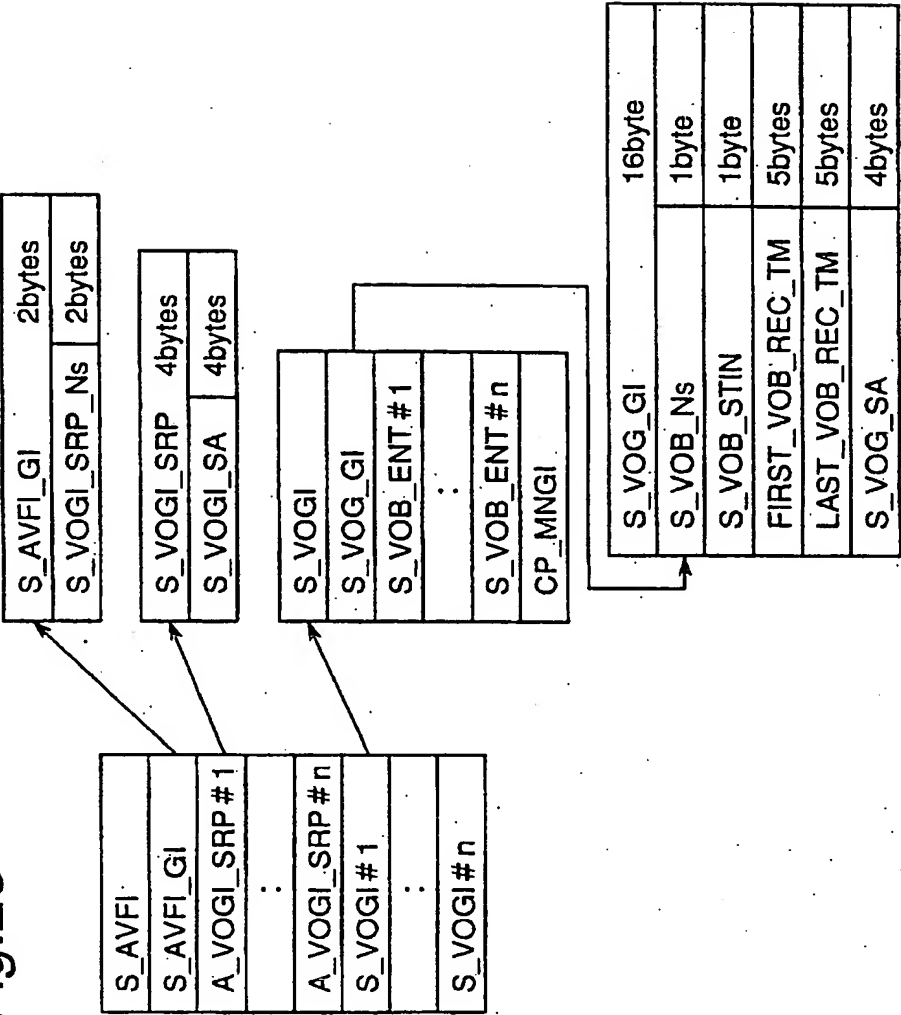 S_AVFI
S_AVFI_GI
A_VOGI_SRP#1
:
A_VOGI_SRP#n
S_VOGI#1
:
S_VOGI#n
S_AVFI_GI 2bytes
S_VOGI_SRP_Ns 2bytes
S_VOGI_SRP 4bytes
S_VOGI_SA 4bytes
S_VOGI
S_VOG_GI
S_VOB_ENT#1
:
S_VOB_ENT#n
CP_MNGI
S_VOG_GI 16byte
S_VOB_Ns 1byte
S_VOB_STIN 1byte
FIRST_VOB_REC_TM 5bytes
LAST_VOB_REC_TM 5bytes
S_VOG_SA 4bytes